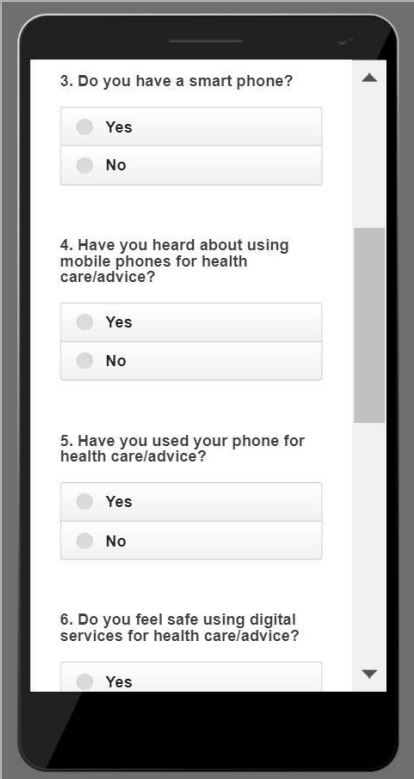 3. Do you have a smart phone?
Yes
No
4. Have you heard about using
mobile phones for health
care/advice?
Yes
No
5. Have you used your phone for
health care/advice?
Yes
No
6. Do you feel safe using digital
services for health care/advice?
Yes